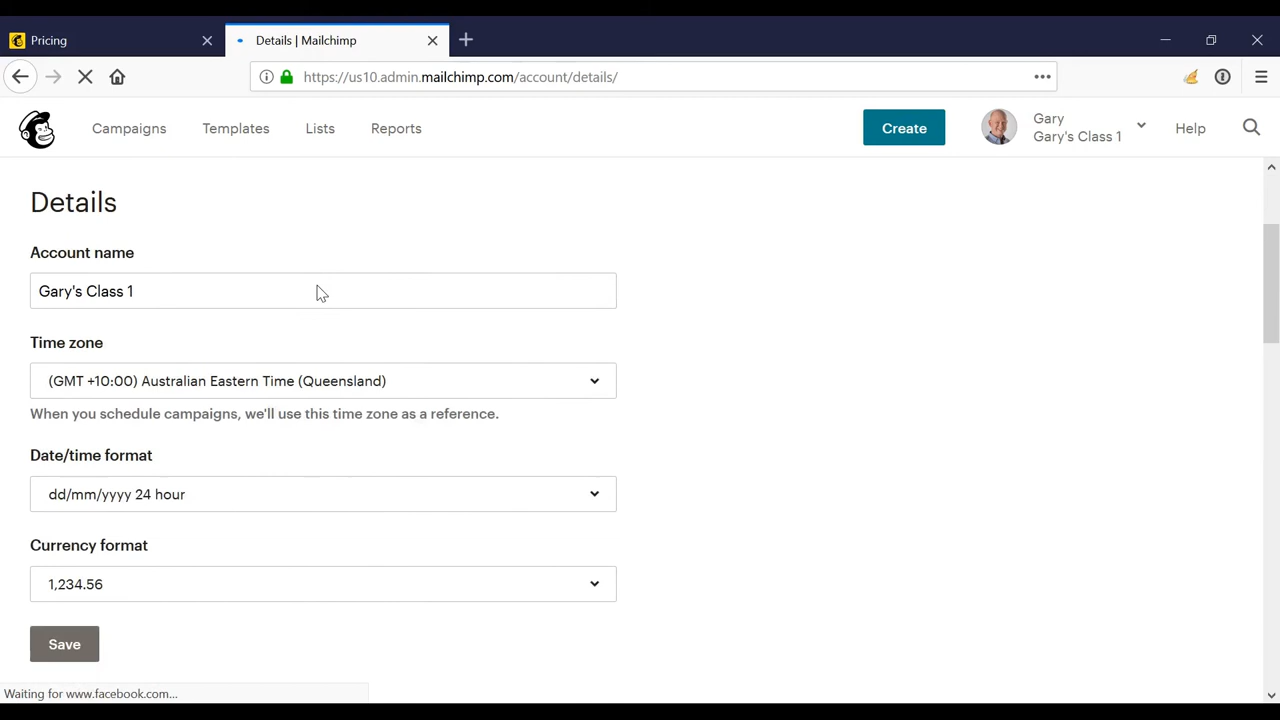 Pricing
Details | Mailchimp
https://us10.admin.mailchimp.com/account/details/
Campaigns
Templates
Lists
Reports
Create
Gary
Gary's Class 1
Help
Details
Account name
Gary's Class 1
Time zone
(GMT +10:00) Australian Eastern Time (Queensland)
When you schedule campaigns, we'll use this time zone as a reference.
Date/time format
dd/mm/yyyy 24 hour
Currency format
1,234.56
Save
Waiting for www.facebook.com...